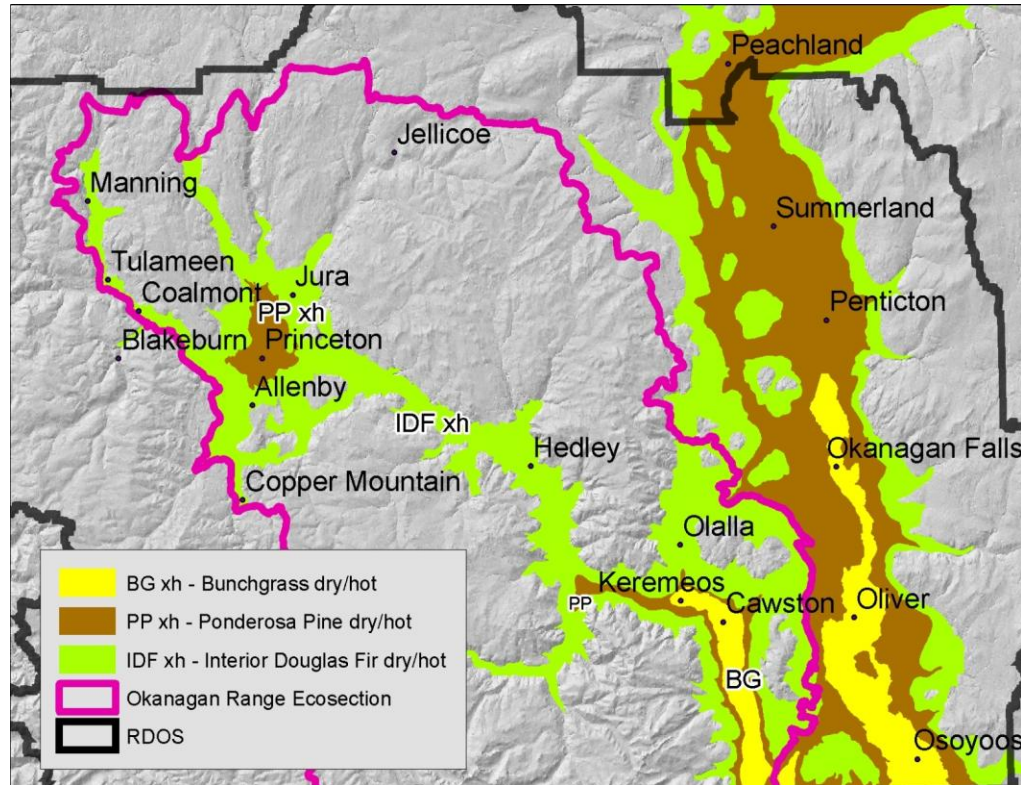 Peachland
Jellicoe
Manning
Summerland
Tulameen
Jura
Coalmont
PP xh
Penticton
Blakeburn
Princeton
Allenby
IDF xh
Hedley
Okanagan Falls
Copper Mountain
Olalla
Keremeos
PP
Cawston
Oliver
BG
Osoyoos
BG xh - Bunchgrass dry/hot
PP xh - Ponderosa Pine dry/hot
IDF xh - Interior Douglas Fir dry/hot
Okanagan Range Ecosection
RDOS